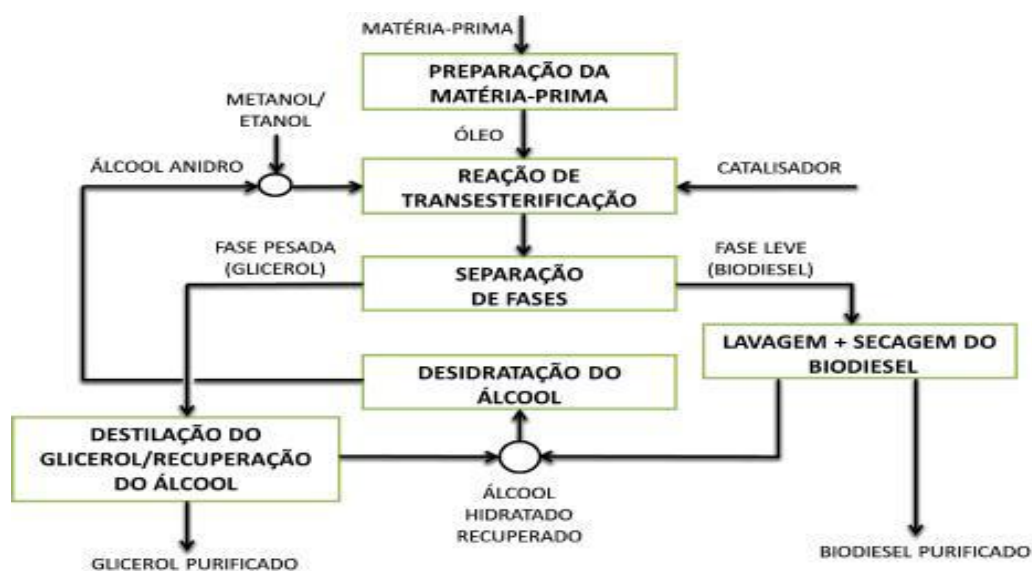 MATÉRIA-PRIMA
PREPARAÇÃO DA
MATÉRIA-PRIMA
METANOL/
ETANOL
ÓLEO
ÁLCOOL ANIDRO
REAÇÃO DE
TRANSESTERIFICAÇÃO
CATALISADOR
FASE PESADA
(GLICEROL)
SEPARAÇÃO
DE FASES
FASE LEVE
(BIODIESEL)
LAVAGEM + SECAGEM DO
BIODIESEL
DESIDRATAÇÃO DO
ÁLCOOL
DESTILAÇÃO DO
GLICEROL/RECUPERAÇÃO
DO ÁLCOOL
ÁLCOOL
HIDRATADO
RECUPERADO
GLICEROL PURIFICADO
BIODIESEL PURIFICADO